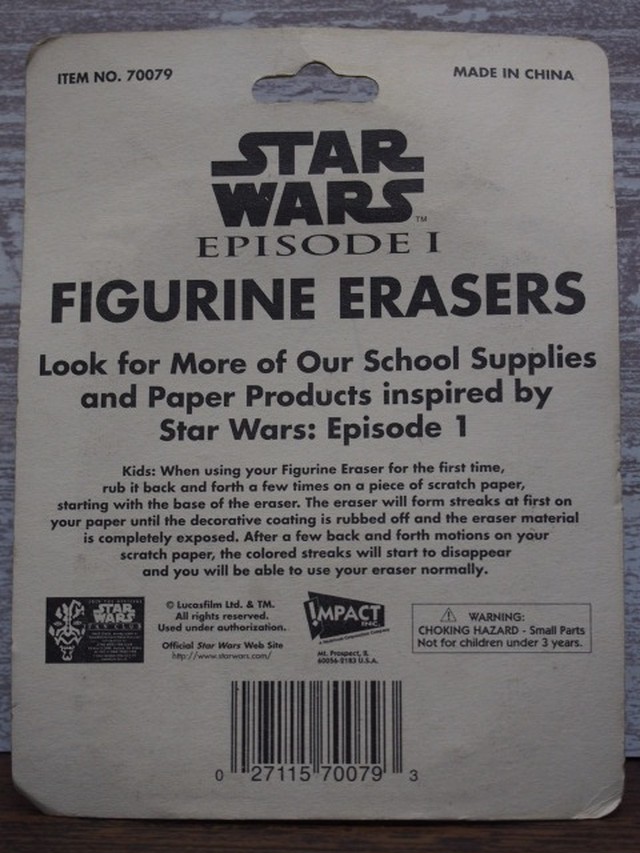 ITEM NO. 70079
MADE IN CHINA
STAR
WARS TM
EPISODE I
FIGURINE ERASERS
Look for More of Our School Supplies
and Paper Products inspired by
Star Wars: Episode 1
Kids: When using your Figurine Eraser for the first time,
rub it back and forth a few times on a piece of scratch paper,
starting with the base of the eraser. The eraser will form streaks at first on
your paper until the decorative coating is rubbed off and the eraser material
is completely exposed. After a few back and forth motions on your
scratch paper, the colored streaks will start to disappear
and you will be able to use your eraser normally.
STAR
WARS
FAN CLUB
© Lucasfilm Ltd. & TM.
All rights reserved.
Used under authorization.
Official Star Wars Web Site
http://www.starwars.com/
IMPACT
INC.
Mt. Prospect, IL
60056-2183 U.S.A.
WARNING:
CHOKING HAZARD - Small Parts
Not for children under 3 years.
0 27115 70079 3